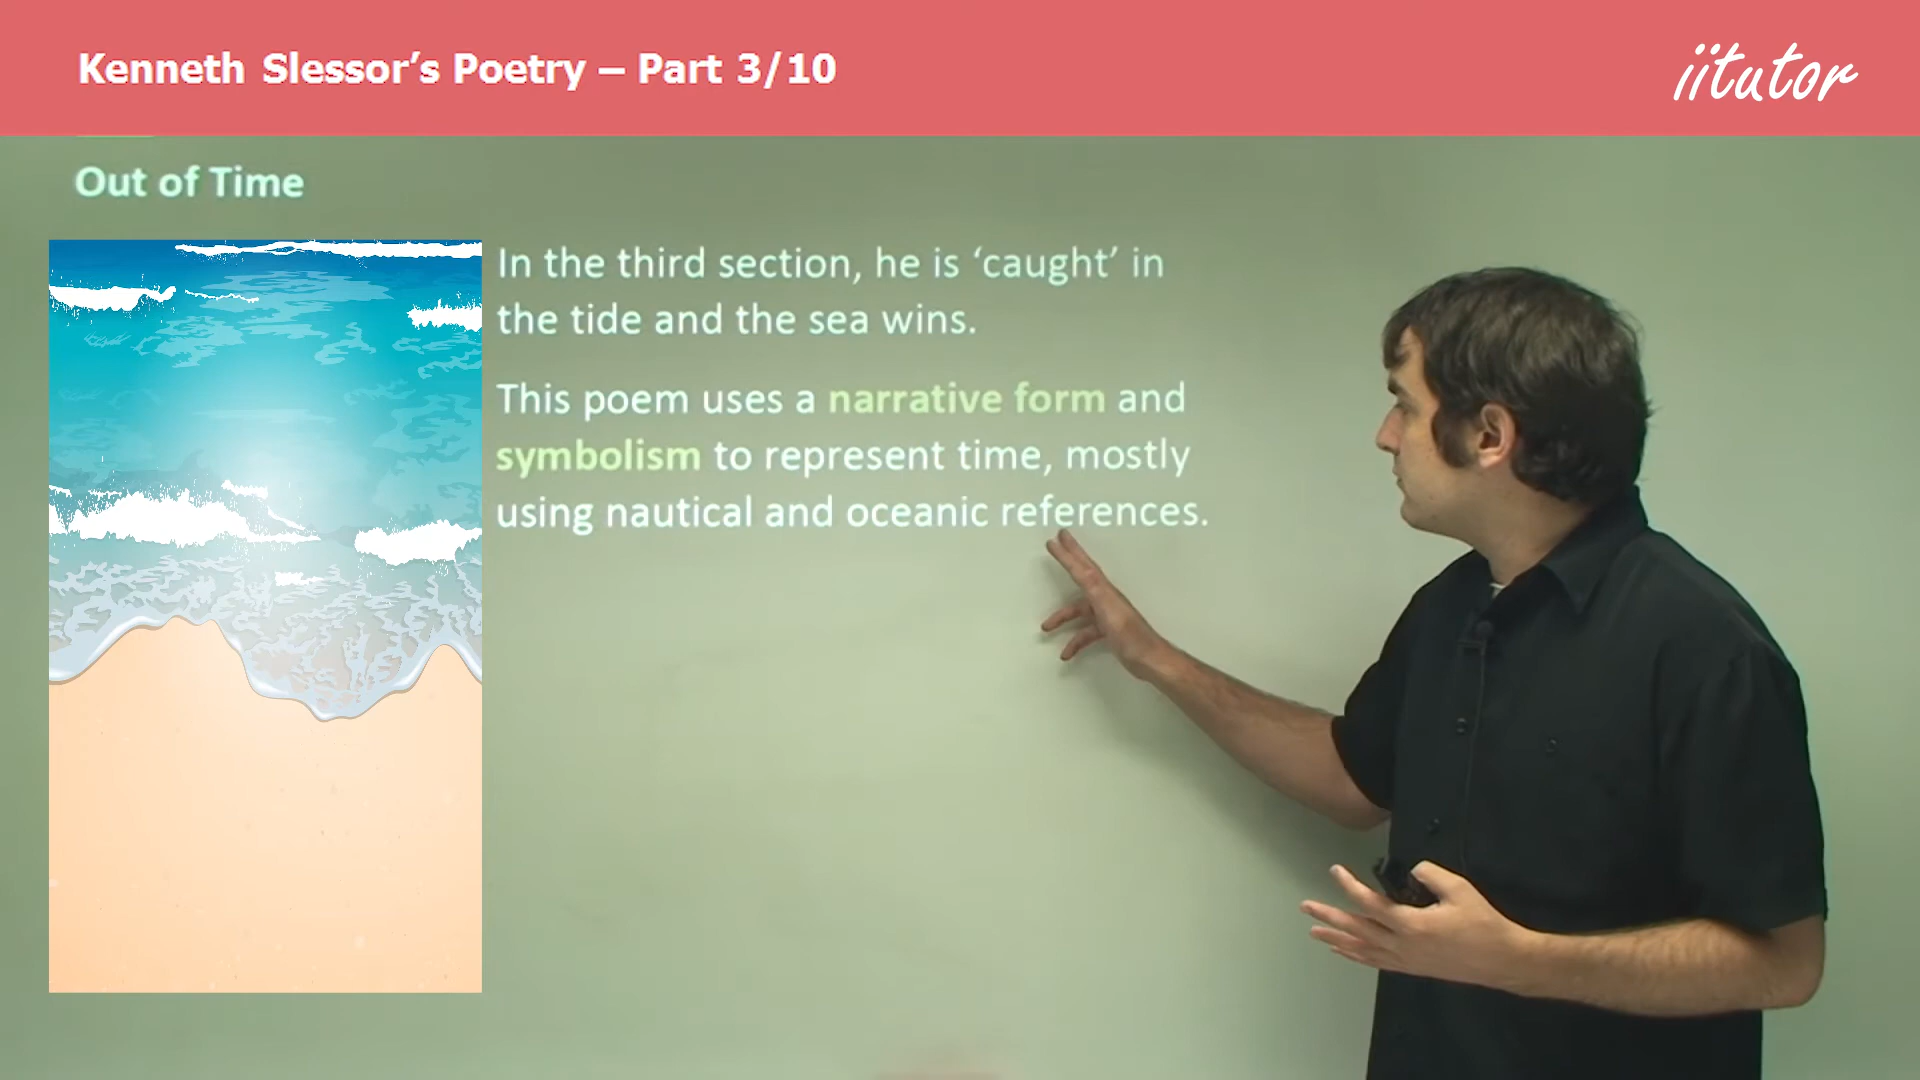 Kenneth Slessor’s Poetry – Part 3/10
iitutor
Out of Time
In the third section, he is ‘caught’ in
the tide and the sea wins.
This poem uses a narrative form and
symbolism to represent time, mostly
using nautical and oceanic references.